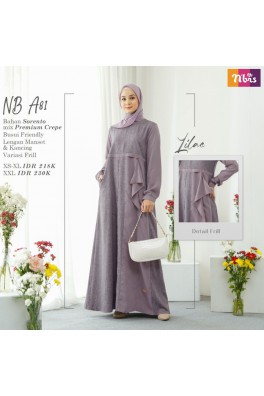 Nbrs
NB A81
Bahan Sorento
mix Premium Crepe
Busui Friendly
Lengan Manset
& Kancing
Variasi Frill
XS-XL IDR 218K
XXL IDR 230K
Lilac
Detail Frill